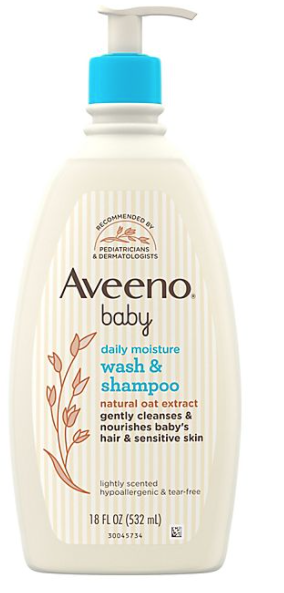 RECOMMENDED BY
PEDIATRICIANS
& DERMATOLOGISTS
Aveeno®
baby
daily moisture
wash &
shampoo
natural oat extract
gently cleanses &
nourishes baby's
hair & sensitive skin
lightly scented
hypoallergenic & tear-free
18 FL OZ (532 mL)
30045734